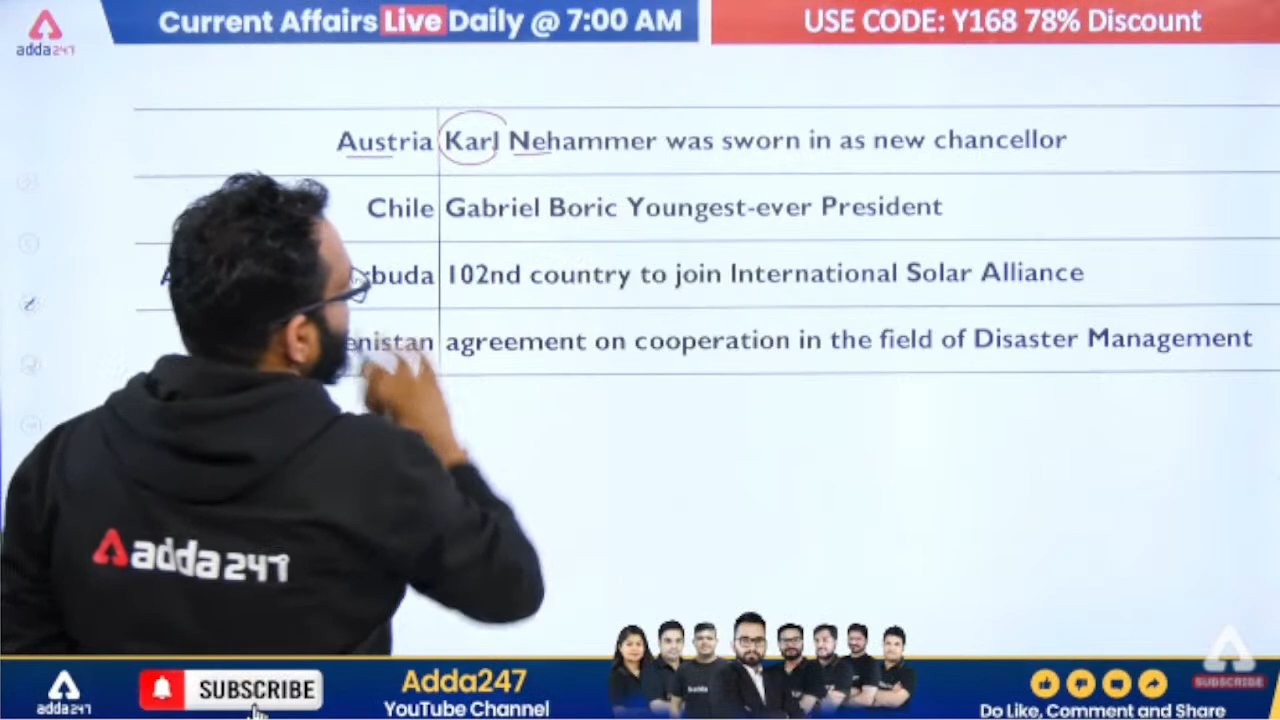 Current Affairs Live Daily @ 7:00 AM
USE CODE: Y168 78% Discount
adda247
Austria Karl Nehammer was sworn in as new chancellor
Chile Gabriel Boric Youngest-ever President
buda 102nd country to join International Solar Alliance
enistan agreement on cooperation in the field of Disaster Management
adda247
adda247
SUBSCRIBE
Adda247
YouTube Channel
SUBSCRIBE
Do Like, Comment and Share